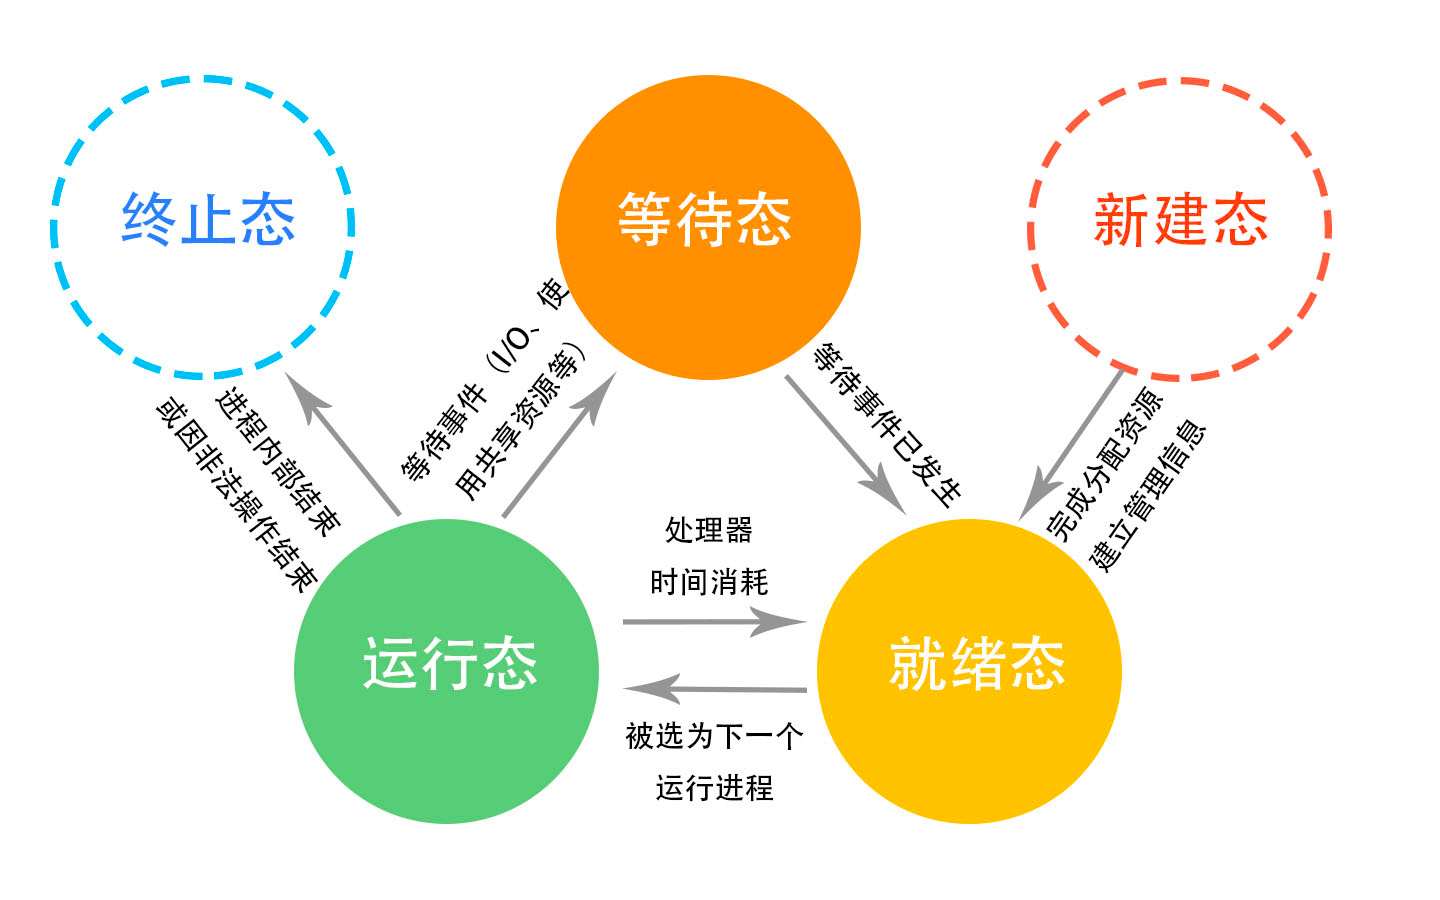 终止态
等待态
新建态
进程内部结束
或因非法操作结束
等待事件（I/O、使
用共享资源等）
等待事件已发生
完成分配资源
建立管理信息
处理器
时间消耗
运行态
就绪态
被选为下一个
运行进程